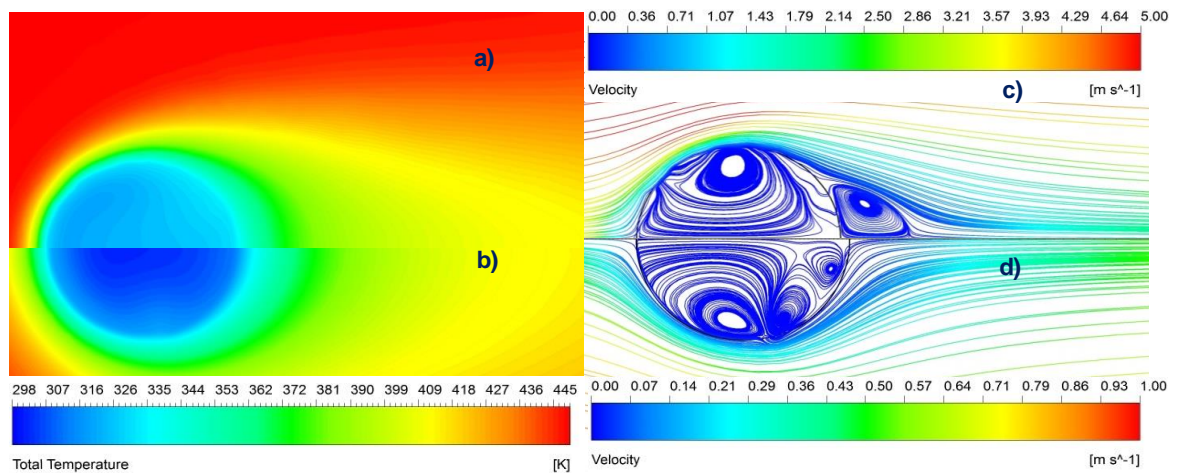 a)
b)
298 307 316 326 335 344 353 362 372 381 390 399 409 418 427 436 445
Total Temperature [K]
0.00 0.36 0.71 1.07 1.43 1.79 2.14 2.50 2.86 3.21 3.57 3.93 4.29 4.64 5.00
Velocity [m s^-1]
c)
d)
0.00 0.07 0.14 0.21 0.29 0.36 0.43 0.50 0.57 0.64 0.71 0.79 0.86 0.93 1.00
Velocity [m s^-1]